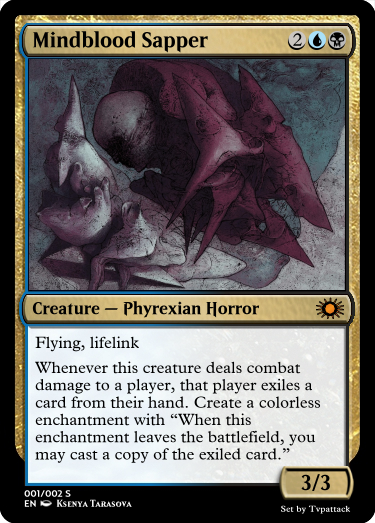 Mindblood Sapper 2
Creature — Phyrexian Horror
Flying, lifelink
Whenever this creature deals combat
damage to a player, that player exiles a
card from their hand. Create a colorless
enchantment with “When this
enchantment leaves the battlefield, you
may cast a copy of the exiled card.”
3/3
001/002 S
EN Ksenya Tarasova
Set by Tvpattack